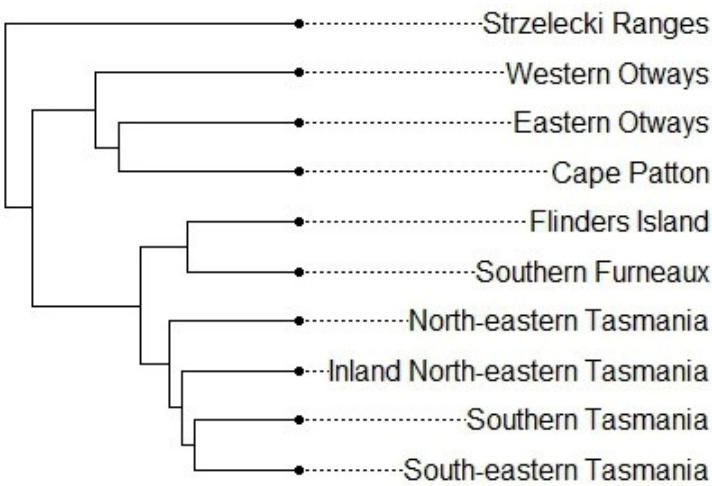 Strzelecki Ranges
Western Otways
Eastern Otways
Cape Patton
Flinders Island
Southern Furneaux
North-eastern Tasmania
Inland North-eastern Tasmania
Southern Tasmania
South-eastern Tasmania